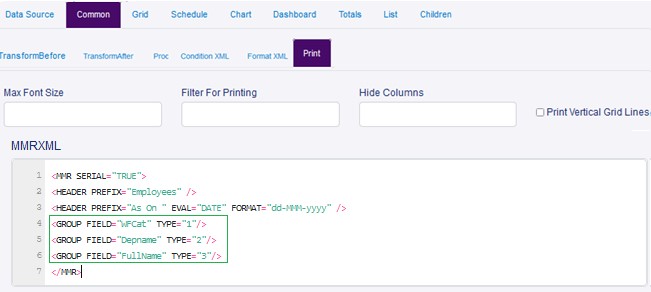 Data Source Common Grid Schedule Chart Dashboard Totals List Children
TransformBefore TransformAfter Proc Condition XML Format XML Print
Max Font Size Filter For Printing Hide Columns
Print Vertical Grid Lines
MMRXML
1 <MMR SERIAL="TRUE">
2 <HEADER PREFIX="Employees" />
3 <HEADER PREFIX="As On " EVAL="DATE" FORMAT="dd-MMM-yyyy" />
4 <GROUP FIELD="WFCat" TYPE="1"/>
5 <GROUP FIELD="Depname" TYPE="2"/>
6 <GROUP FIELD="FullName" TYPE="3"/>
7 </MMR>